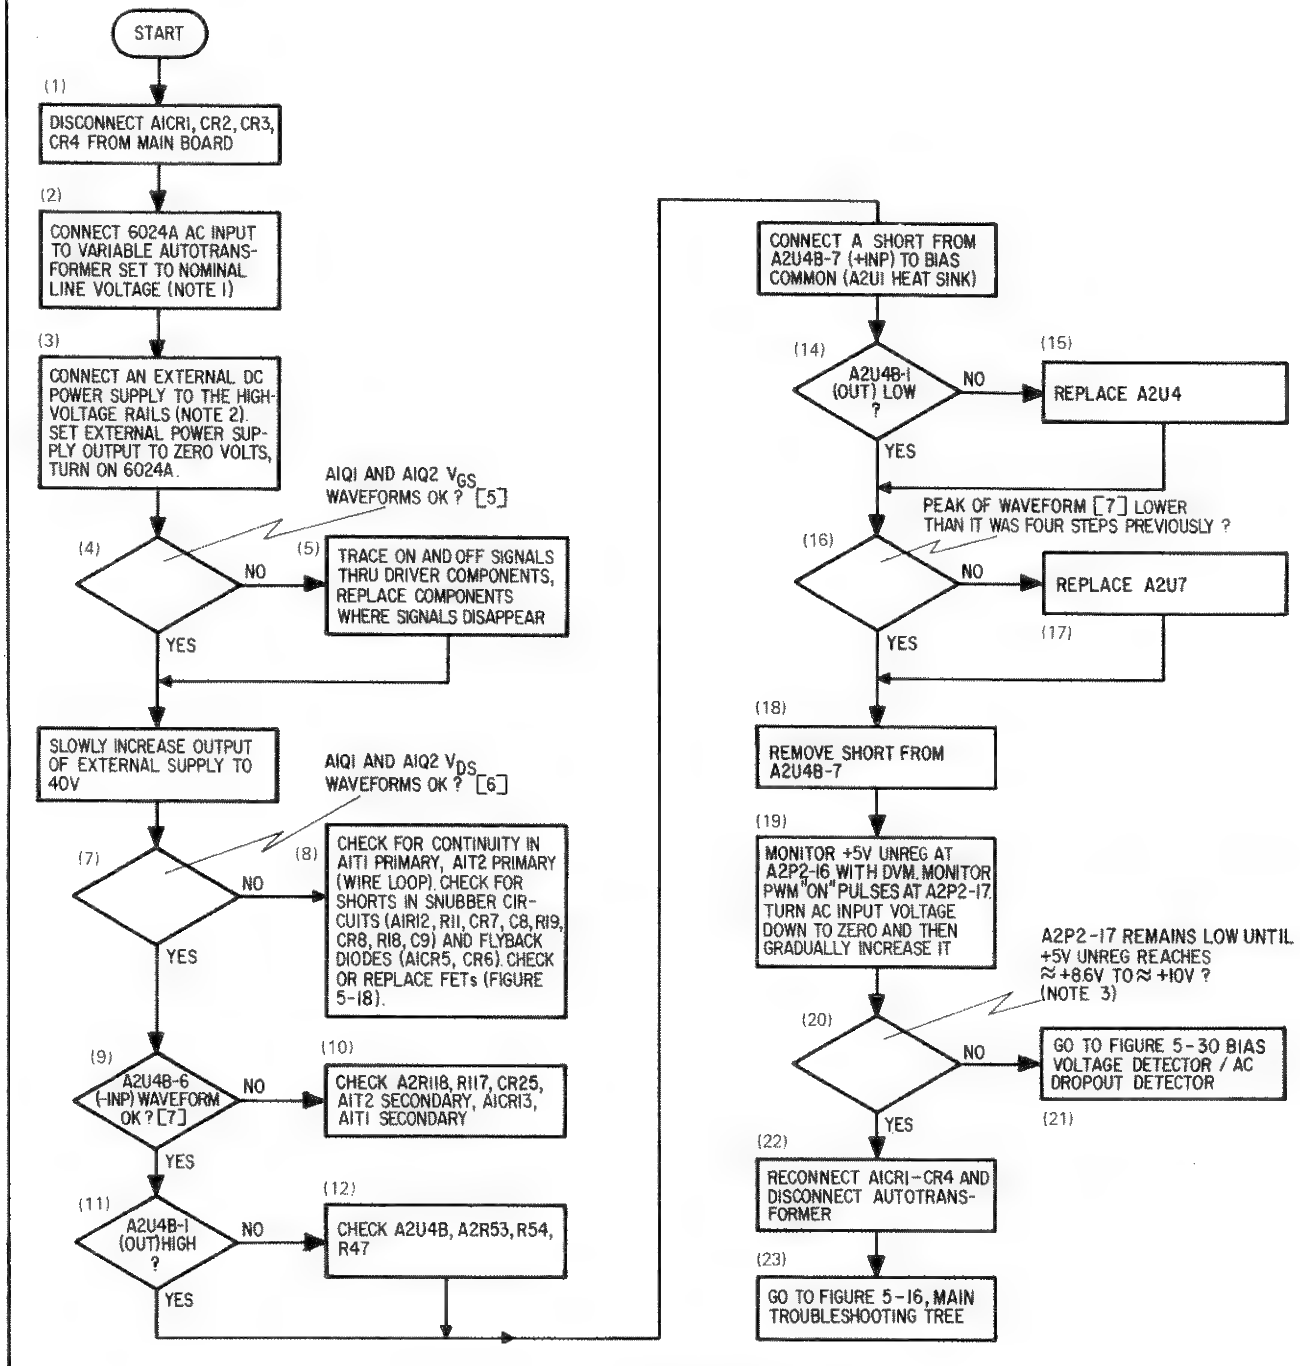 START
(1)
DISCONNECT A1CR1, CR2, CR3,
CR4 FROM MAIN BOARD
(2)
CONNECT 6024A AC INPUT
TO VARIABLE AUTOTRANS-
FORMER SET TO NOMINAL
LINE VOLTAGE (NOTE 1)
(3)
CONNECT AN EXTERNAL DC
POWER SUPPLY TO THE HIGH-
VOLTAGE RAILS (NOTE 2).
SET EXTERNAL POWER SUP-
PLY OUTPUT TO ZERO VOLTS,
TURN ON 6024A.
A1Q1 AND A1Q2 VGS
WAVEFORMS OK? [5]
(4)
NO
YES
(5)
TRACE ON AND OFF SIGNALS
THRU DRIVER COMPONENTS,
REPLACE COMPONENTS
WHERE SIGNALS DISAPPEAR
SLOWLY INCREASE OUTPUT
OF EXTERNAL SUPPLY TO
40V
A1Q1 AND A1Q2 VDS
WAVEFORMS OK? [6]
(7)
NO
YES
(8)
CHECK FOR CONTINUITY IN
A1T1 PRIMARY, A1T2 PRIMARY
(WIRE LOOP). CHECK FOR
SHORTS IN SNUBBER CIR-
CUITS (A1R12, R11, CR7, C8, R19,
CR8, R18, C9) AND FLYBACK
DIODES (A1CR5, CR6). CHECK
OR REPLACE FETs (FIGURE
5-18).
(9)
A2U4B-6
(-INP) WAVEFORM
OK? [7]
NO
YES
(10)
CHECK A2R118, R117, CR25,
A1T2 SECONDARY, A1CR13,
A1T1 SECONDARY
(11)
A2U4B-1
(OUT) HIGH
?
NO
YES
(12)
CHECK A2U4B, A2R53, R54,
R47
CONNECT A SHORT FROM
A2U4B-7 (+INP) TO BIAS
COMMON (A2U1 HEAT SINK)
(14)
A2U4B-1
(OUT) LOW
?
NO
YES
(15)
REPLACE A2U4
PEAK OF WAVEFORM [7] LOWER
THAN IT WAS FOUR STEPS PREVIOUSLY ?
(16)
NO
YES
REPLACE A2U7
(17)
(18)
REMOVE SHORT FROM
A2U4B-7
(19)
MONITOR +5V UNREG AT
A2P2-16 WITH DVM. MONITOR
PWM "ON" PULSES AT A2P2-17.
TURN AC INPUT VOLTAGE
DOWN TO ZERO AND THEN
GRADUALLY INCREASE IT
A2P2-17 REMAINS LOW UNTIL
+5V UNREG REACHES
≈+8.6V TO ≈+10V ?
(NOTE 3)
(20)
NO
YES
GO TO FIGURE 5-30 BIAS
VOLTAGE DETECTOR / AC
DROPOUT DETECTOR
(21)
(22)
RECONNECT A1CR1-CR4 AND
DISCONNECT AUTOTRANS-
FORMER
(23)
GO TO FIGURE 5-16, MAIN
TROUBLESHOOTING TREE